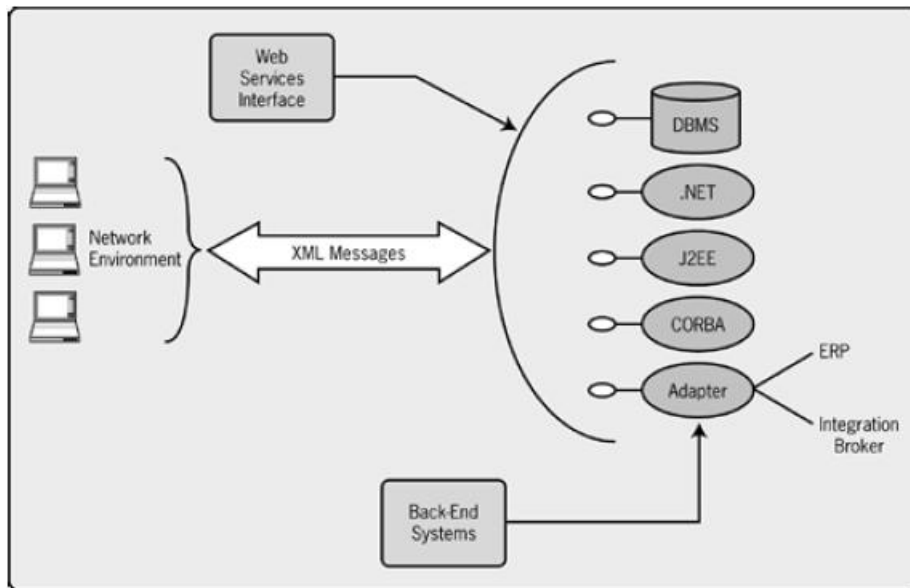 Web
Services
Interface
DBMS
.NET
Network
Environment
XML Messages
J2EE
CORBA
ERP
Adapter
Integration
Broker
Back-End
Systems